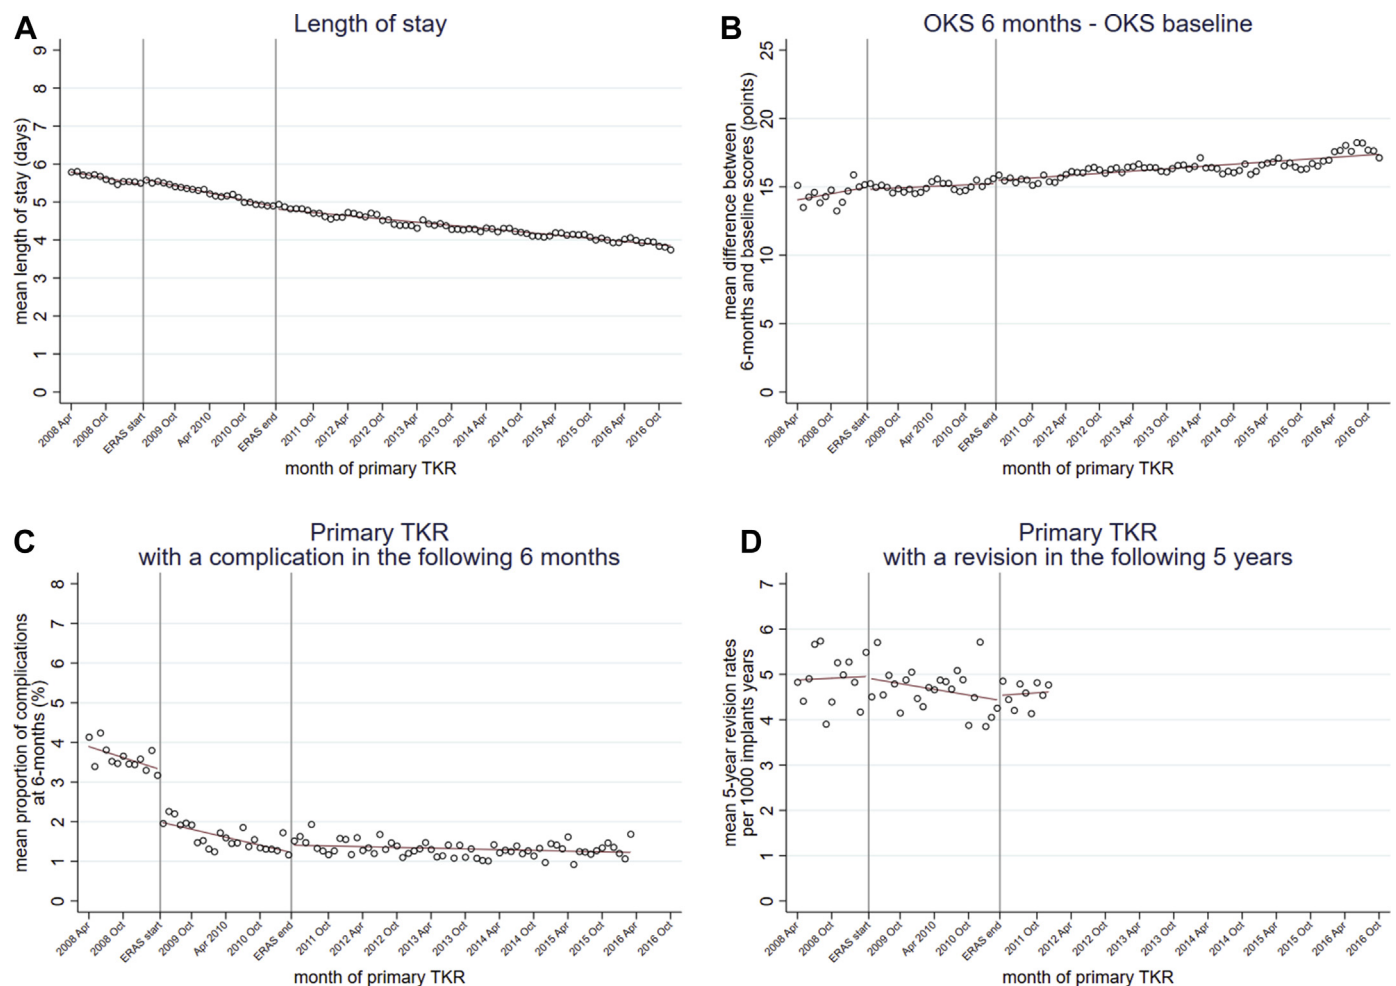 A
Length of stay
mean length of stay (days)
9
8
7
6
5
4
3
2
1
0
2008 Apr
2008 Oct
ERAS start
2009 Oct
Apr 2010
2010 Oct
ERAS end
2011 Oct
2012 Apr
2012 Oct
2013 Apr
2013 Oct
2014 Apr
2014 Oct
2015 Apr
2015 Oct
2016 Apr
2016 Oct
month of primary TKR
B
OKS 6 months - OKS baseline
mean difference between
6-months and baseline scores (points)
25
20
15
10
5
0
2008 Apr
2008 Oct
ERAS start
2009 Oct
Apr 2010
2010 Oct
ERAS end
2011 Oct
2012 Apr
2012 Oct
2013 Apr
2013 Oct
2014 Apr
2014 Oct
2015 Apr
2015 Oct
2016 Apr
2016 Oct
month of primary TKR
C
Primary TKR
with a complication in the following 6 months
mean proportion of complications
at 6-months (%)
8
7
6
5
4
3
2
1
0
2008 Apr
2008 Oct
ERAS start
2009 Oct
Apr 2010
2010 Oct
ERAS end
2011 Oct
2012 Apr
2012 Oct
2013 Apr
2013 Oct
2014 Apr
2014 Oct
2015 Apr
2015 Oct
2016 Apr
2016 Oct
month of primary TKR
D
Primary TKR
with a revision in the following 5 years
mean 5-year revision rates
per 1000 implants years
7
6
5
4
3
2
1
0
2008 Apr
2008 Oct
ERAS start
2009 Oct
Apr 2010
2010 Oct
ERAS end
2011 Oct
2012 Apr
2012 Oct
2013 Apr
2013 Oct
2014 Apr
2014 Oct
2015 Apr
2015 Oct
2016 Apr
2016 Oct
month of primary TKR